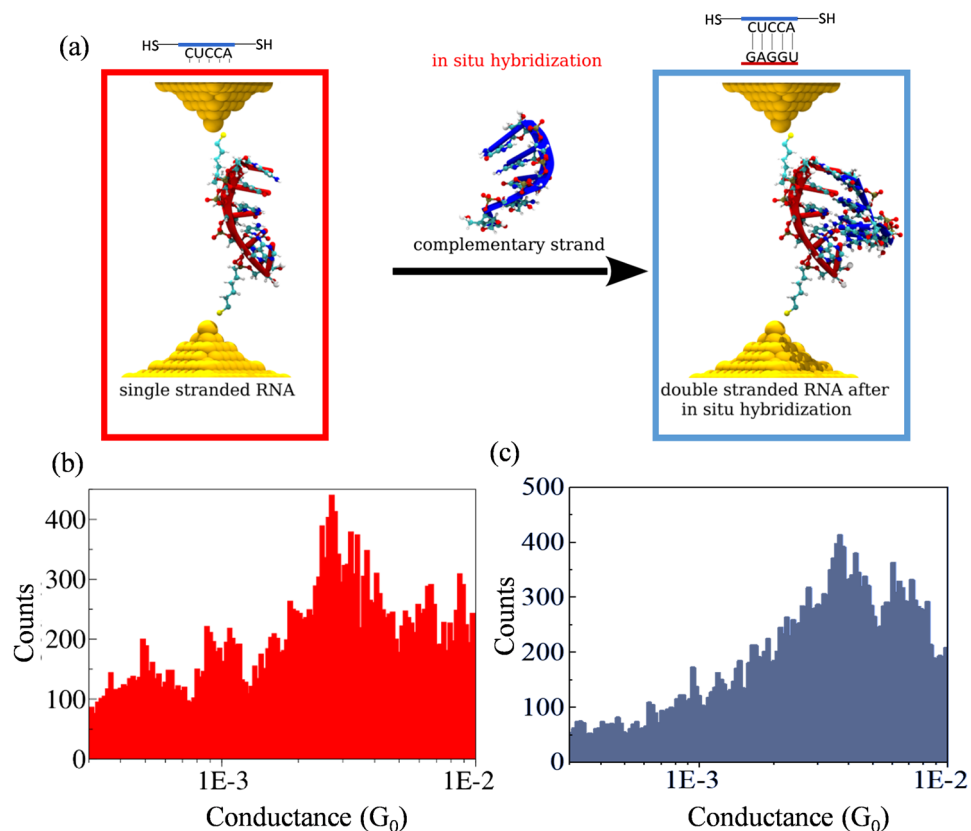 (a)
HS
SH
CUCCA
in situ hybridization
HS
SH
CUCCA
GAGGU
complementary strand
single stranded RNA
double stranded RNA after
in situ hybridization
(b)
400
300
200
100
0
Counts
1E-3
1E-2
Conductance (G0)
(c)
500
400
300
200
100
0
Counts
1E-3
1E-2
Conductance (G0)